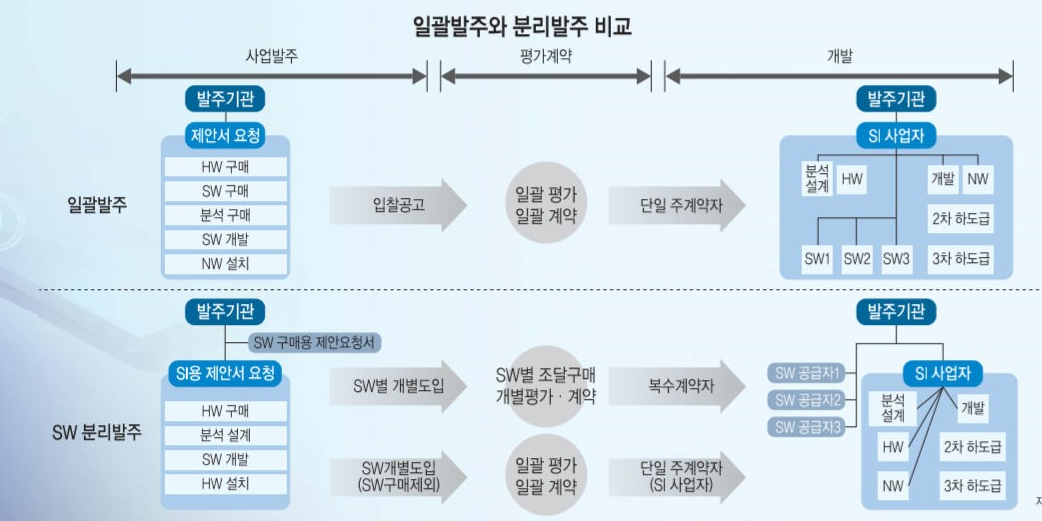 일괄발주와 분리발주 비교
사업발주
평가계약
개발
일괄발주
발주기관
제안서 요청
HW 구매
SW 구매
분석 구매
SW 개발
NW 설치
입찰공고
일괄 평가
일괄 계약
단일 주계약자
발주기관
SI 사업자
분석
설계
HW
개발
NW
2차 하도급
SW1
SW2
SW3
3차 하도급
SW 분리발주
발주기관
SW 구매용 제안요청서
SI용 제안서 요청
HW 구매
분석 설계
SW 개발
HW 설치
SW별 개별도입
SW별 조달구매
개별평가 · 계약
복수계약자
SW개별도입
(SW구매제외)
일괄 평가
일괄 계약
단일 주계약자
(SI 사업자)
발주기관
SW 공급자1
SW 공급자2
SW 공급자3
SI 사업자
분석
설계
개발
HW
2차 하도급
NW
3차 하도급